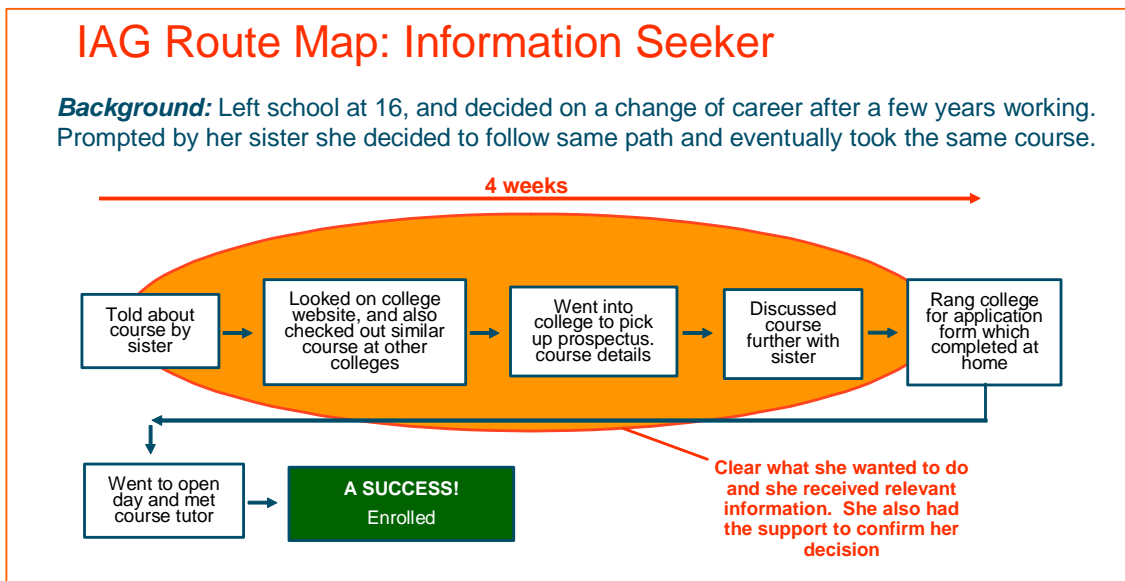 IAG Route Map: Information Seeker
Background: Left school at 16, and decided on a change of career after a few years working.
Prompted by her sister she decided to follow same path and eventually took the same course.
4 weeks
Told about
course by
sister
Looked on college
website, and also
checked out similar
course at other
colleges
Went into
college to pick
up prospectus.
course details
Discussed
course
further with
sister
Rang college
for application
form which
completed at
home
Went to open
day and met
course tutor
A SUCCESS!
Enrolled
Clear what she wanted to do
and she received relevant
information.  She also had
the support to confirm her
decision